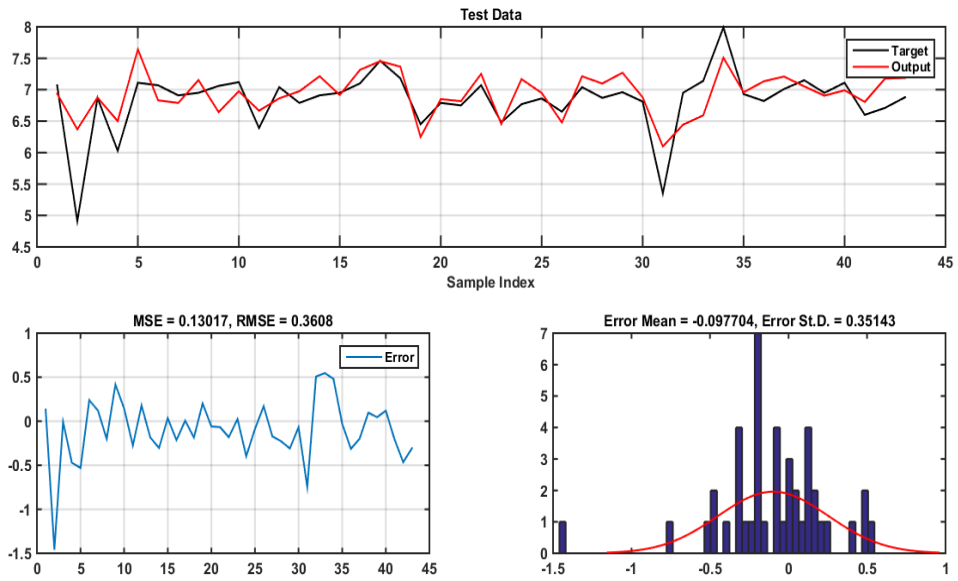 Test Data
8
7.5
7
6.5
6
5.5
5
4.5
Target
Output
0 5 10 15 20 25 30 35 40 45
Sample Index
MSE = 0.13017, RMSE = 0.3608
1
0.5
0
-0.5
-1
-1.5
Error
0 5 10 15 20 25 30 35 40 45
Error Mean = -0.097704, Error St.D. = 0.35143
7
6
5
4
3
2
1
0
-1.5 -1 -0.5 0 0.5 1